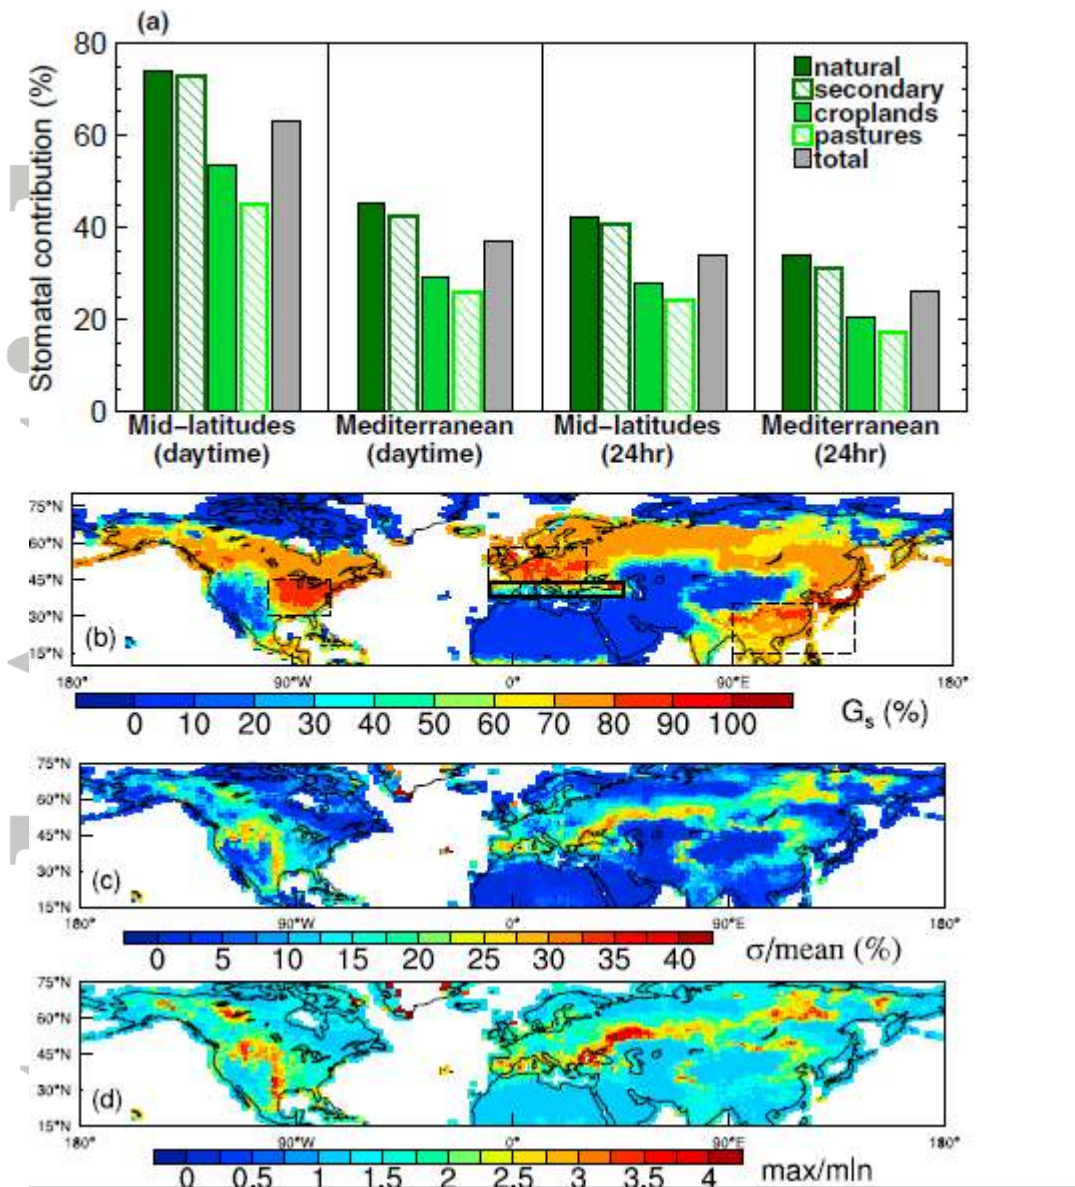 (a)
Stomatal contribution (%)
80
60
40
20
0
natural
secondary
croplands
pastures
total
Mid–latitudes Mediterranean Mid–latitudes Mediterranean
(daytime) (daytime) (24hr) (24hr)
75°N
60°N
45°N
30°N
15°N
(b)
180° 90°W 0° 90°E 180°
0 10 20 30 40 50 60 70 80 90 100
Gs (%)
75°N
60°N
45°N
30°N
15°N
(c)
180° 90°W 0° 90°E 180°
0 5 10 15 20 25 30 35 40
σ/mean (%)
75°N
60°N
45°N
30°N
15°N
(d)
180° 90°W 0° 90°E 180°
0 0.5 1 1.5 2 2.5 3 3.5 4
max/mIn